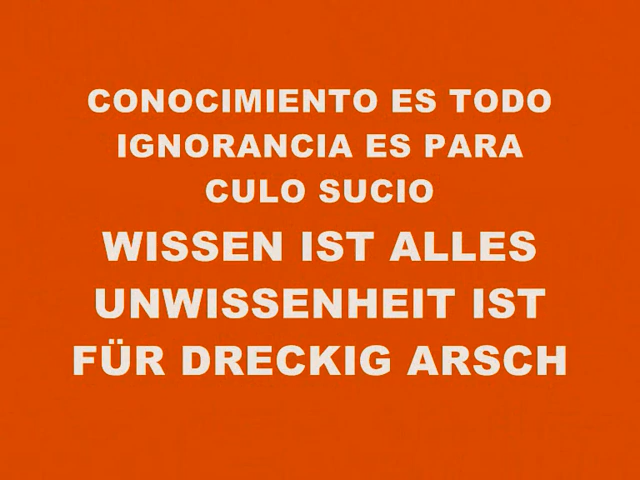 CONOCIMIENTO ES TODO
IGNORANCIA ES PARA
CULO SUCIO
WISSEN IST ALLES
UNWISSENHEIT IST
FÜR DRECKIG ARSCH